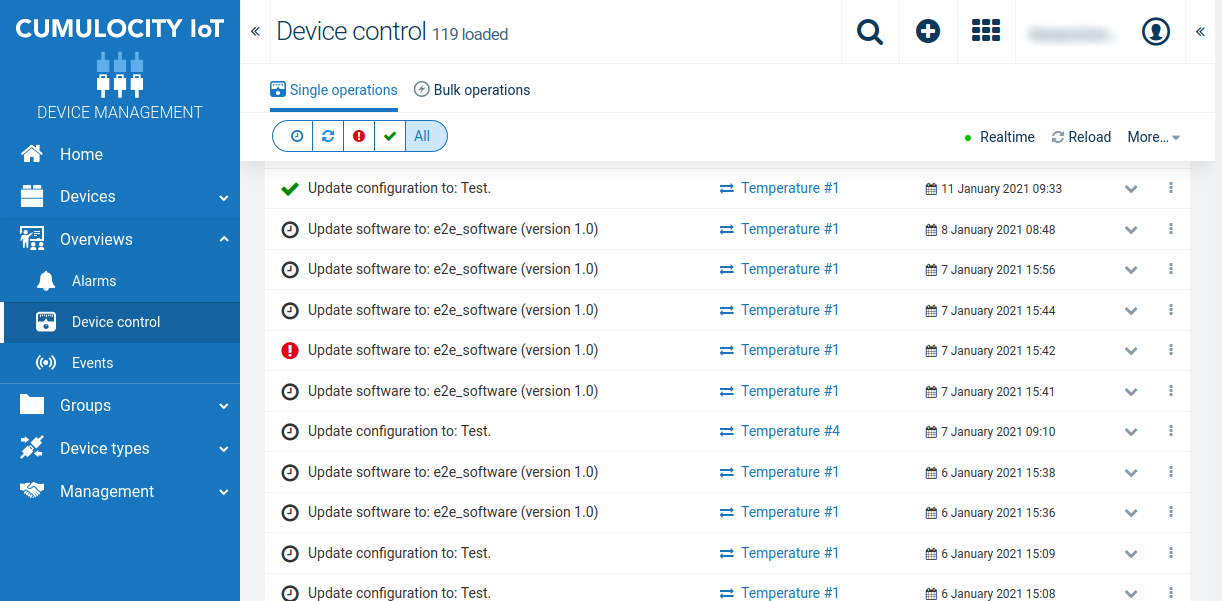 CUMULOCITY IoT
DEVICE MANAGEMENT
Home
Devices
Overviews
Alarms
Device control
Events
Groups
Device types
Management
Device control 119 loaded
Single operations Bulk operations
All
Realtime Reload More...
Update configuration to: Test. Temperature #1 11 January 2021 09:33
Update software to: e2e_software (version 1.0) Temperature #1 8 January 2021 08:48
Update software to: e2e_software (version 1.0) Temperature #1 7 January 2021 15:56
Update software to: e2e_software (version 1.0) Temperature #1 7 January 2021 15:44
Update software to: e2e_software (version 1.0) Temperature #1 7 January 2021 15:42
Update software to: e2e_software (version 1.0) Temperature #1 7 January 2021 15:41
Update configuration to: Test. Temperature #4 7 January 2021 09:10
Update software to: e2e_software (version 1.0) Temperature #1 6 January 2021 15:38
Update software to: e2e_software (version 1.0) Temperature #1 6 January 2021 15:36
Update configuration to: Test. Temperature #1 6 January 2021 15:09
Update configuration to: Test. Temperature #1 6 January 2021 15:08